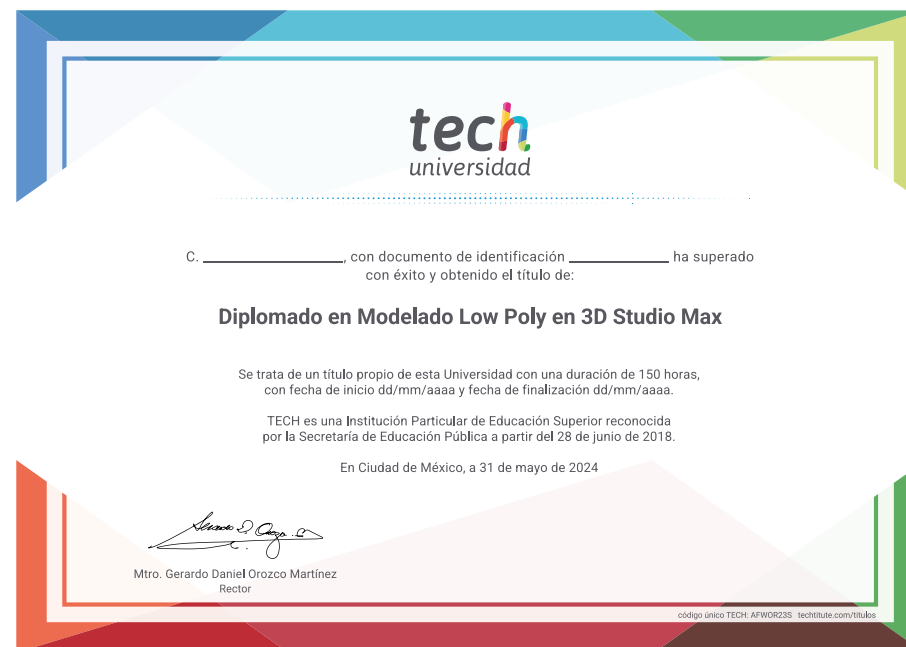 tech
universidad
C. ____________, con documento de identificación ____________ ha superado
con éxito y obtenido el título de:
Diplomado en Modelado Low Poly en 3D Studio Max
Se trata de un título propio de esta Universidad con una duración de 150 horas,
con fecha de inicio dd/mm/aaaa y fecha de finalización dd/mm/aaaa.
TECH es una Institución Particular de Educación Superior reconocida
por la Secretaría de Educación Pública a partir del 28 de junio de 2018.
En Ciudad de México, a 31 de mayo de 2024
Mtro. Gerardo Daniel Orozco Martínez
Rector
código único TECH: AFWOR23S techtitute.com/titulos